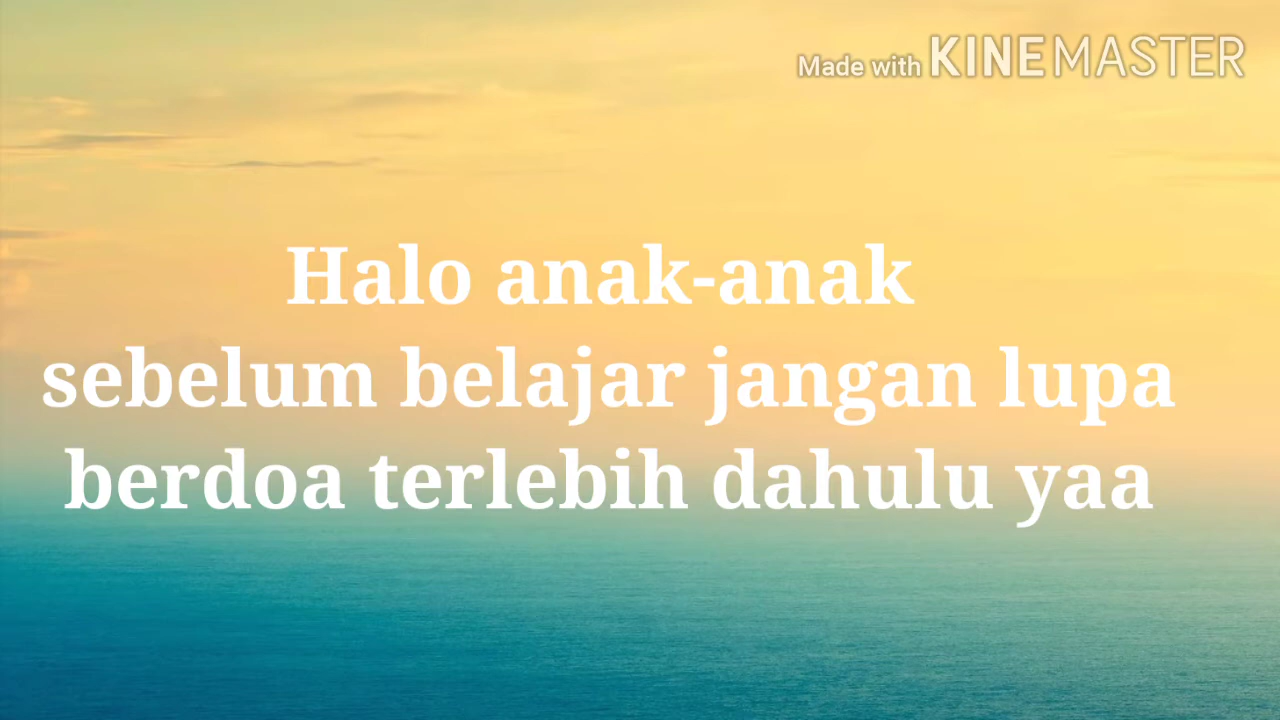 Made with KINEMASTER
Halo anak-anak
sebelum belajar jangan lupa
berdoa terlebih dahulu yaa